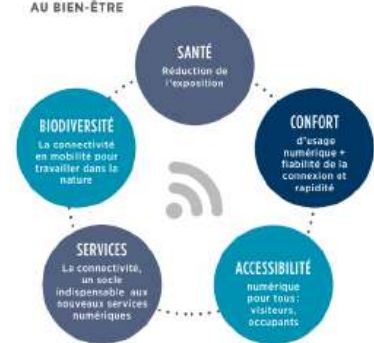 AU BIEN-ÊTRE
SANTÉ
Réduction de
l'exposition
BIODIVERSITÉ
La connectivité
en mobilité pour
travailler dans la
nature
CONFORT
d'usage
numérique +
fiabilité de la
connexion et
rapidité
SERVICES
La connectivité,
un socle
indispensable aux
nouveaux services
numériques
ACCESSIBILITÉ
numérique
pour tous:
visiteurs,
occupants